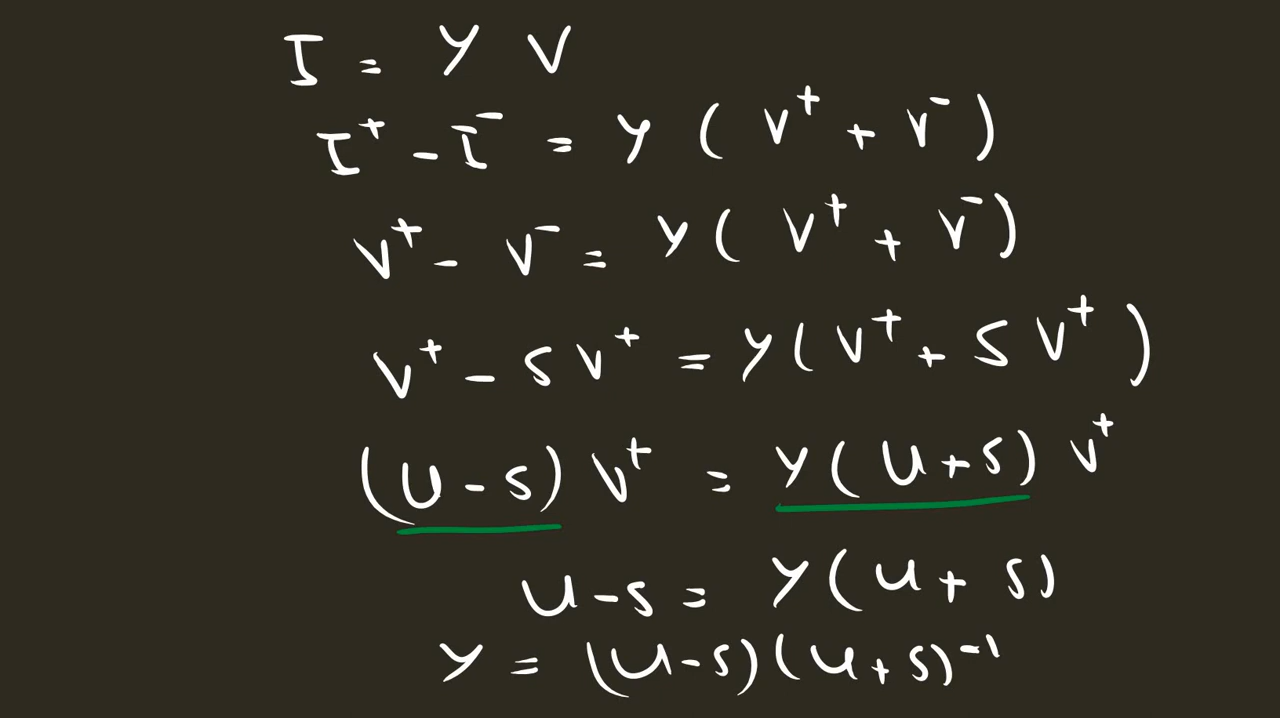 I = Y V
I⁺ - I⁻ = Y ( V⁺ + V⁻ )
V⁺ - V⁻ = Y ( V⁺ + V⁻ )
V⁺ - S V⁺ = Y ( V⁺ + S V⁺ )
(U - S) V⁺ = Y ( U + S) V⁺
U - S = Y ( U + S)
Y = (U - S) (U + S)⁻¹